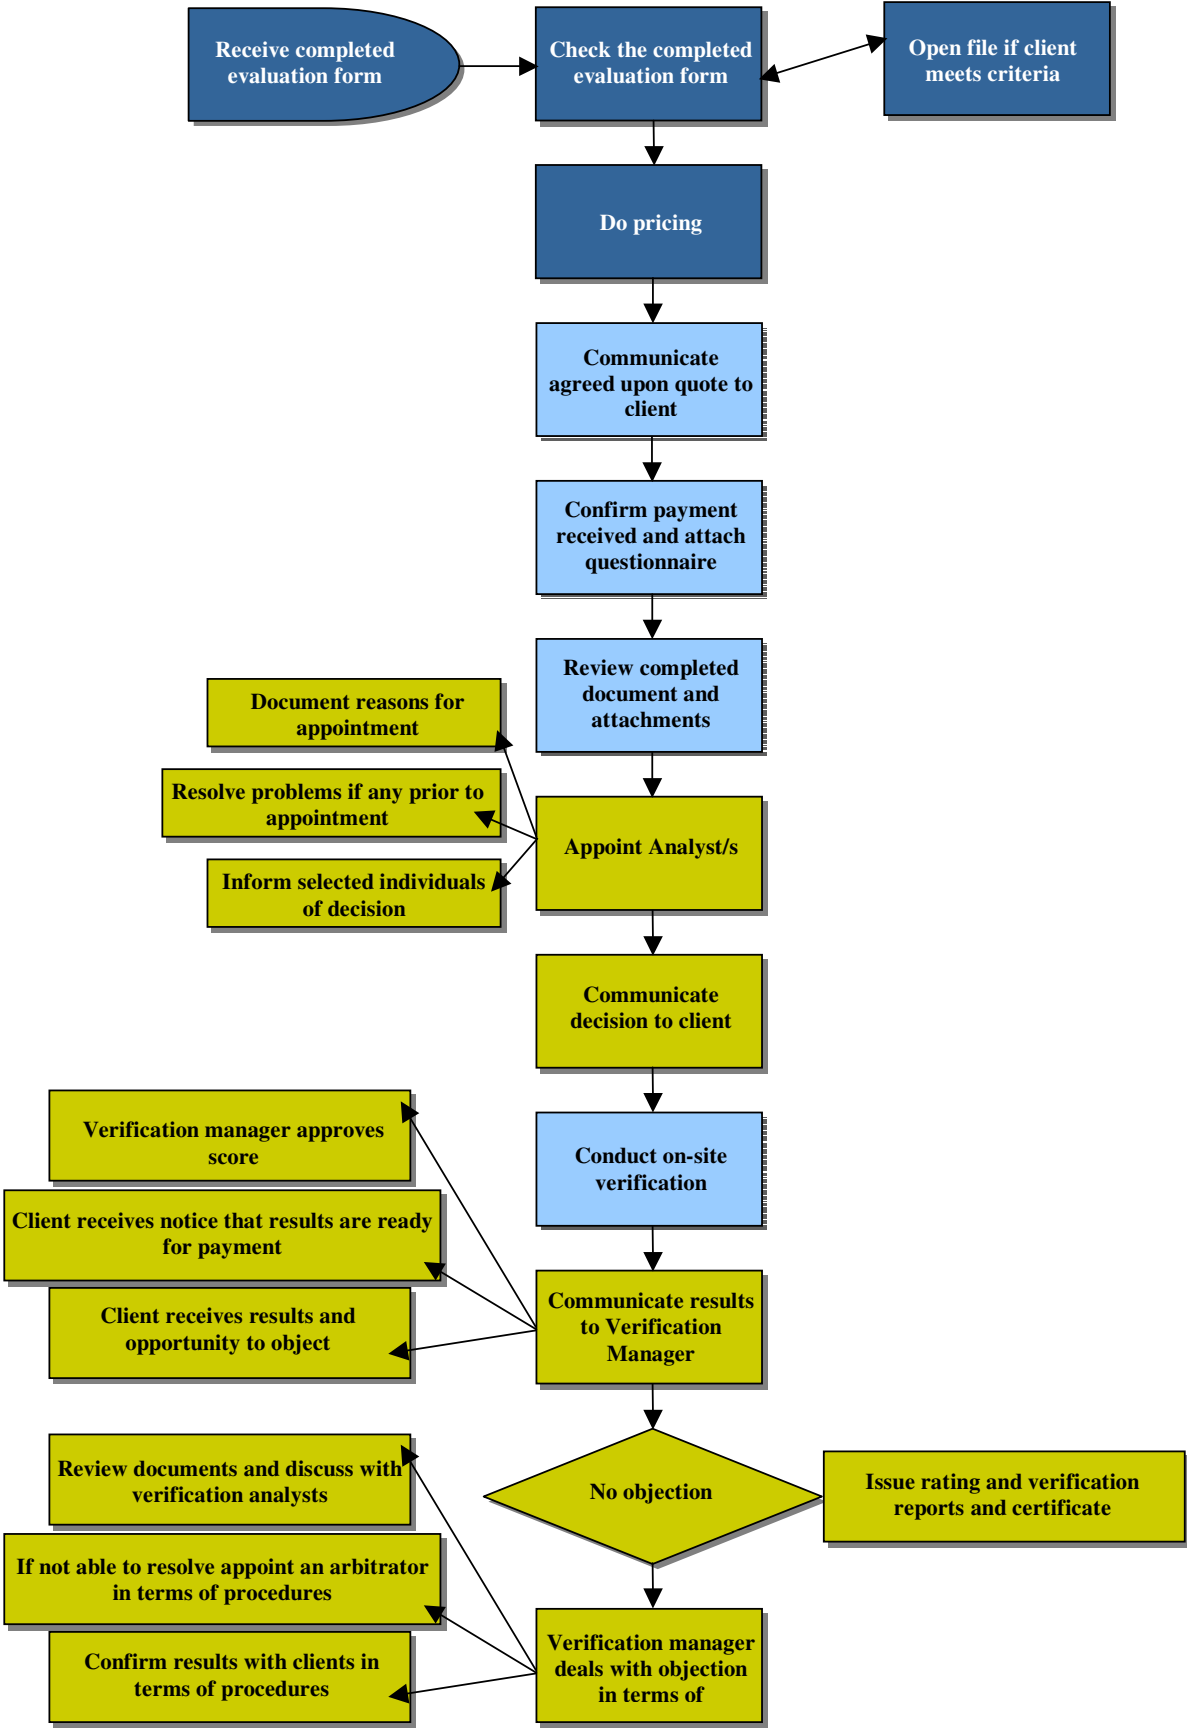 Receive completed
evaluation form
Check the completed
evaluation form
Open file if client
meets criteria
Do pricing
Communicate
agreed upon quote to
client
Confirm payment
received and attach
questionnaire
Review completed
document and
attachments
Document reasons for
appointment
Resolve problems if any prior to
appointment
Inform selected individuals
of decision
Appoint Analyst/s
Communicate
decision to client
Conduct on-site
verification
Verification manager approves
score
Client receives notice that results are ready
for payment
Client receives results and
opportunity to object
Communicate results
to Verification
Manager
No objection
Issue rating and verification
reports and certificate
Review documents and discuss with
verification analysts
If not able to resolve appoint an arbitrator
in terms of procedures
Confirm results with clients in
terms of procedures
Verification manager
deals with objection
in terms of